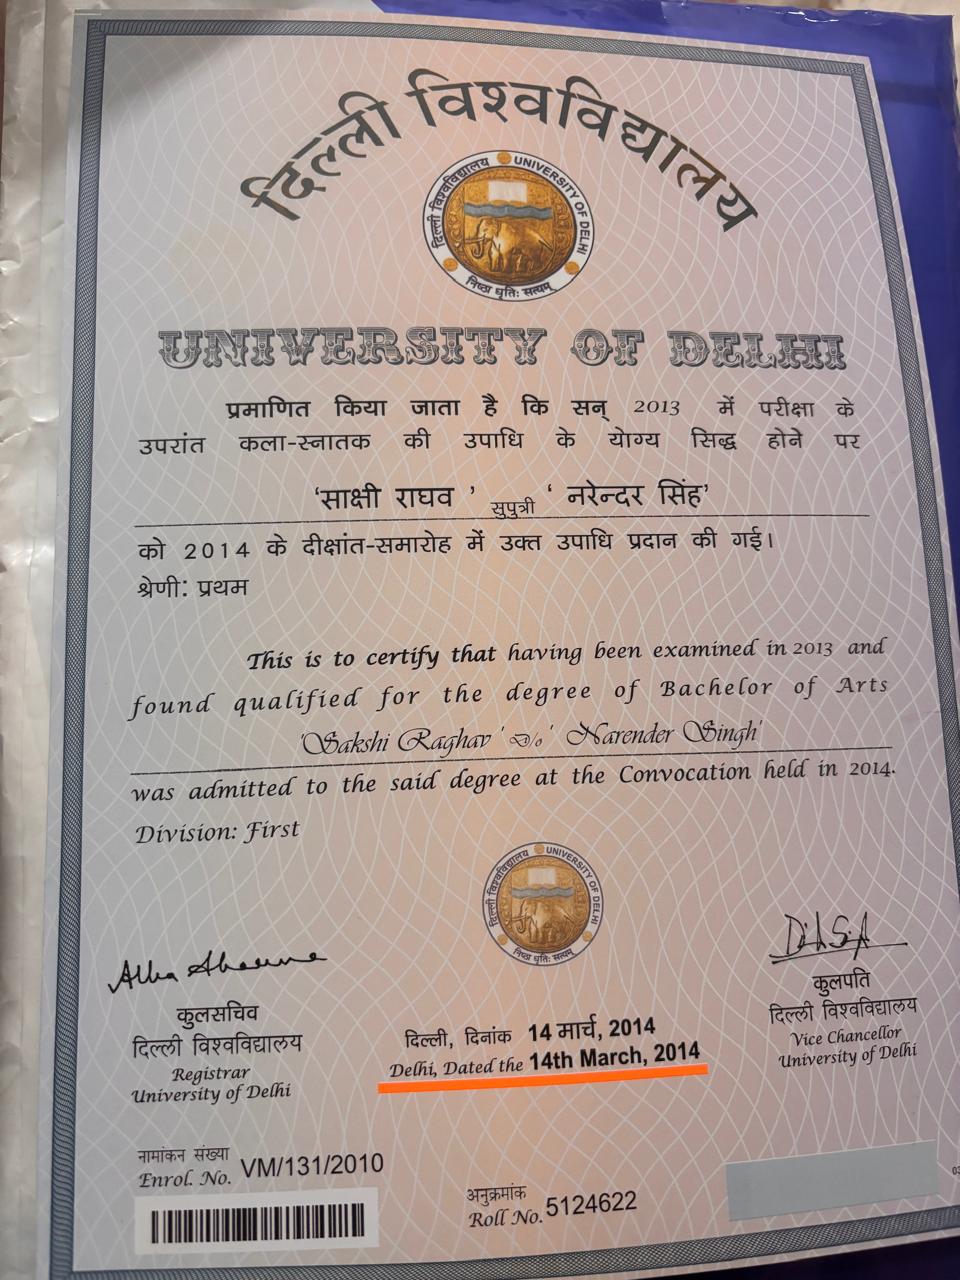 दिल्ली विश्वविद्यालय
दिल्ली विश्वविद्यालय UNIVERSITY OF DELHI
निष्ठा धृतिः सत्यम्
UNIVERSITY OF DELHI
प्रमाणित किया जाता है कि सन् 2013 में परीक्षा के
उपरांत कला-स्नातक की उपाधि के योग्य सिद्ध होने पर
'साक्षी राघव ' सुपुत्री ' नरेन्दर सिंह'
को 2014 के दीक्षांत-समारोह में उक्त उपाधि प्रदान की गई।
श्रेणी: प्रथम
This is to certify that having been examined in 2013 and
found qualified for the degree of Bachelor of Arts
'Sakshi Raghav ' D/o ' Narender Singh'
was admitted to the said degree at the Convocation held in 2014.
Division: First
दिल्ली विश्वविद्यालय UNIVERSITY OF DELHI
निष्ठा धृतिः सत्यम्
कुलसचिव
दिल्ली विश्वविद्यालय
Registrar
University of Delhi
दिल्ली, दिनांक 14 मार्च, 2014
Delhi, Dated the 14th March, 2014
कुलपति
दिल्ली विश्वविद्यालय
Vice Chancellor
University of Delhi
नामांकन संख्या
Enrol. No. VM/131/2010
अनुक्रमांक
Roll No. 5124622